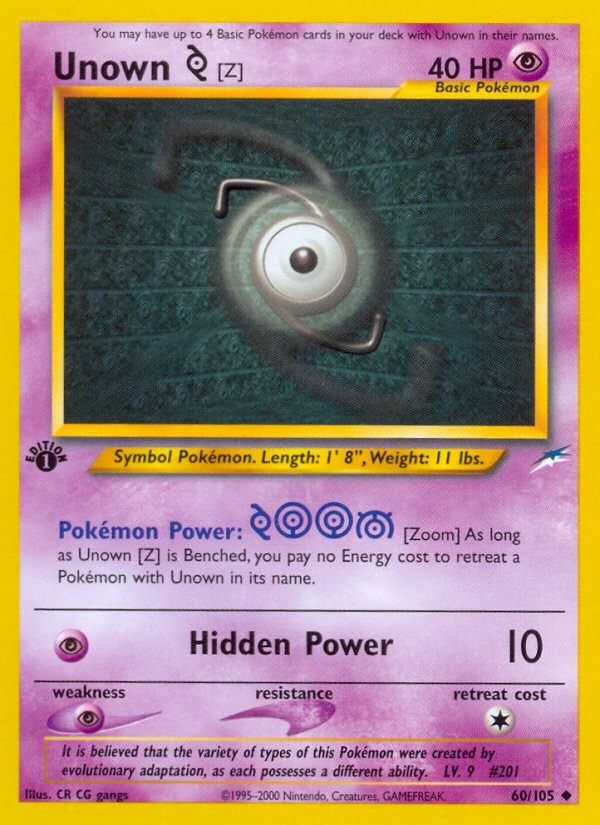 You may have up to 4 Basic Pokémon cards in your deck with Unown in their names.
Unown Z [Z] 40 HP
Basic Pokémon
EDITION
1
Symbol Pokémon. Length: 1' 8", Weight: 11 lbs.
Pokémon Power: ZOOM [Zoom] As long
as Unown [Z] is Benched, you pay no Energy cost to retreat a
Pokémon with Unown in its name.
Hidden Power 10
weakness resistance retreat cost
It is believed that the variety of types of this Pokémon were created by
evolutionary adaptation, as each possesses a different ability. LV. 9 #201
Illus. CR CG gangs ©1995-2000 Nintendo, Creatures, GAMEFREAK. 60/105